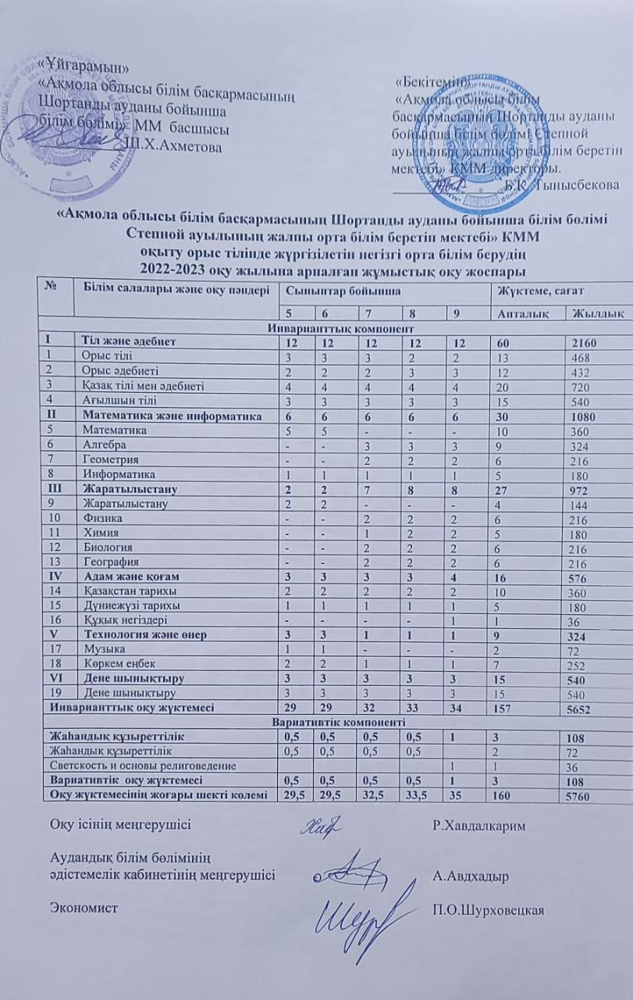 «Ұйғарамын»
«Ақмола облысы білім басқармасының
Шортанды ауданы бойынша
білім бөлімі» ММ басшысы
Ш.Х.Ахметова
«Бекітемін»
«Ақмола облысы білім
басқармасының Шортанды ауданы
бойынша білім бөлімі Степной
ауылының жалпы орта білім беретін
мектебі» КММ директоры.
Б.К. Тынысбекова
«Ақмола облысы білім басқармасының Шортанды ауданы бойынша білім бөлімі
Степной ауылының жалпы орта білім беретін мектебі» КММ
оқыту орыс тілінде жүргізілетін негізгі орта білім берудің
2022-2023 оқу жылына арналған жұмыстық оқу жоспары
№ Білім салалары және оқу пәндері Сыныптар бойынша Жүктеме, сағат
5 6 7 8 9 Апталық Жылдық
Инварианттық компонент
I Тіл және әдебиет 12 12 12 12 12 60 2160
1 Орыс тілі 3 3 3 2 2 13 468
2 Орыс әдебиеті 2 2 2 3 3 12 432
3 Қазақ тілі мен әдебиеті 4 4 4 4 4 20 720
4 Ағылшын тілі 3 3 3 3 3 15 540
II Математика және информатика 6 6 6 6 6 30 1080
5 Математика 5 5 - - - 10 360
6 Алгебра - - 3 3 3 9 324
7 Геометрия - - 2 2 2 6 216
8 Информатика 1 1 1 1 1 5 180
III Жаратылыстану 2 2 7 8 8 27 972
9 Жаратылыстану 2 2 - - - 4 144
10 Физика - - 2 2 2 6 216
11 Химия - - 1 2 2 5 180
12 Биология - - 2 2 2 6 216
13 География - - 2 2 2 6 216
IV Адам және қоғам 3 3 3 3 4 16 576
14 Қазақстан тарихы 2 2 2 2 2 10 360
15 Дүниежүзі тарихы 1 1 1 1 1 5 180
16 Құқық негіздері - - - - 1 1 36
V Технология және өнер 3 3 1 1 1 9 324
17 Музыка 1 1 - - - 2 72
18 Көркем еңбек 2 2 1 1 1 7 252
VI Дене шынықтыру 3 3 3 3 3 15 540
19 Дене шынықтыру 3 3 3 3 3 15 540
Инварианттық оқу жүктемесі 29 29 32 33 34 157 5652
Вариативтік компоненті
Жаһандық құзыреттілік 0,5 0,5 0,5 0,5 1 3 108
Жаһандық құзыреттілік 0,5 0,5 0,5 0,5 2 72
Светскость и основы религоведение 1 1 36
Вариативтік оқу жүктемесі 0,5 0,5 0,5 0,5 1 3 108
Оқу жүктемесінің жоғары шекті көлемі 29,5 29,5 32,5 33,5 35 160 5760
Оқу ісінің меңгерушісі Р.Хавдалкарим
Аудандық білім бөлімінің
әдістемелік кабинетінің меңгерушісі А.Авдхадыр
Экономист П.О.Шурховецкая